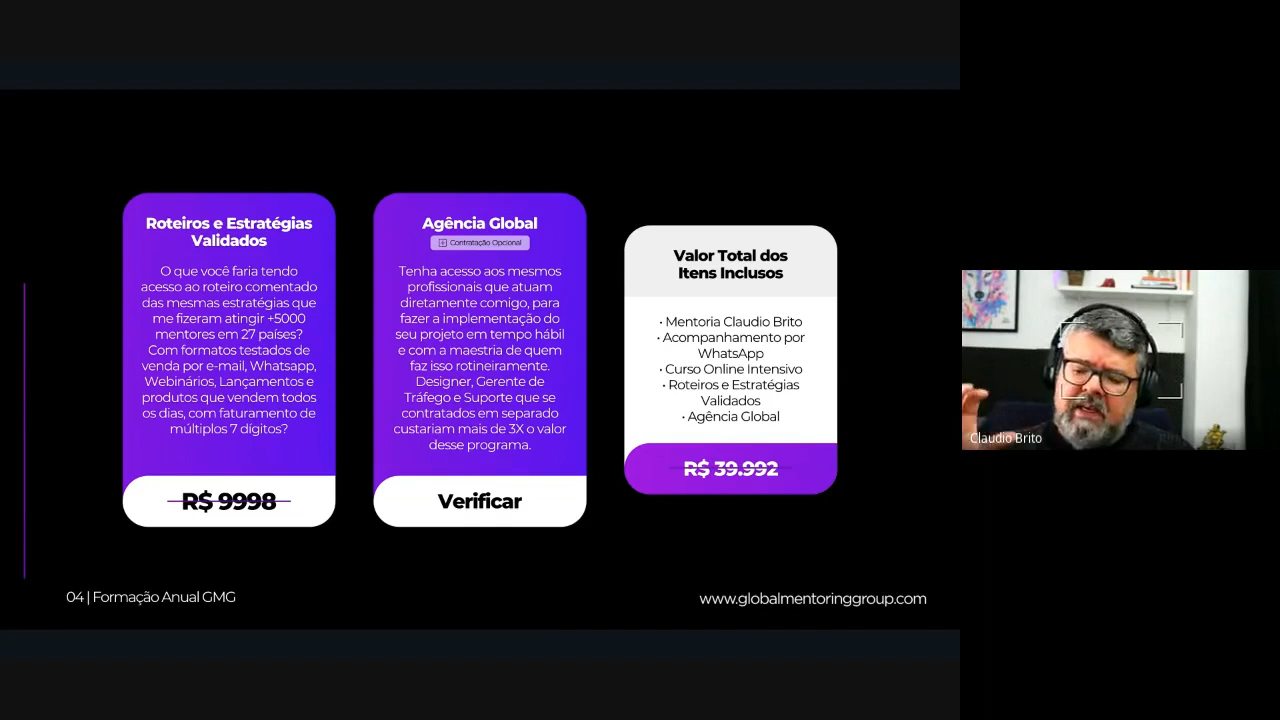 Roteiros e Estratégias
Validados
O que você faria tendo
acesso ao roteiro comentado
das mesmas estratégias que
me fizeram atingir +5000
mentores em 27 países?
Com formatos testados de
venda por e-mail, Whatsapp,
Webinários, Lançamentos e
produtos que vendem todos
os dias, com faturamento de
múltiplos 7 dígitos?
R$ 9998
Agência Global
Contratação Opcional
Tenha acesso aos mesmos
profissionais que atuam
diretamente comigo, para
fazer a implementação do
seu projeto em tempo hábil
e com a maestria de quem
faz isso rotineiramente.
Designer, Gerente de
Tráfego e Suporte que se
contratados em separado
custariam mais de 3X o valor
desse programa.
Verificar
Valor Total dos
Itens Inclusos
• Mentoria Claudio Brito
• Acompanhamento por
WhatsApp
• Curso Online Intensivo
• Roteiros e Estratégias
Validados
• Agência Global
R$ 39.992
Claudio Brito
04 | Formação Anual GMG
www.globalmentoringgroup.com